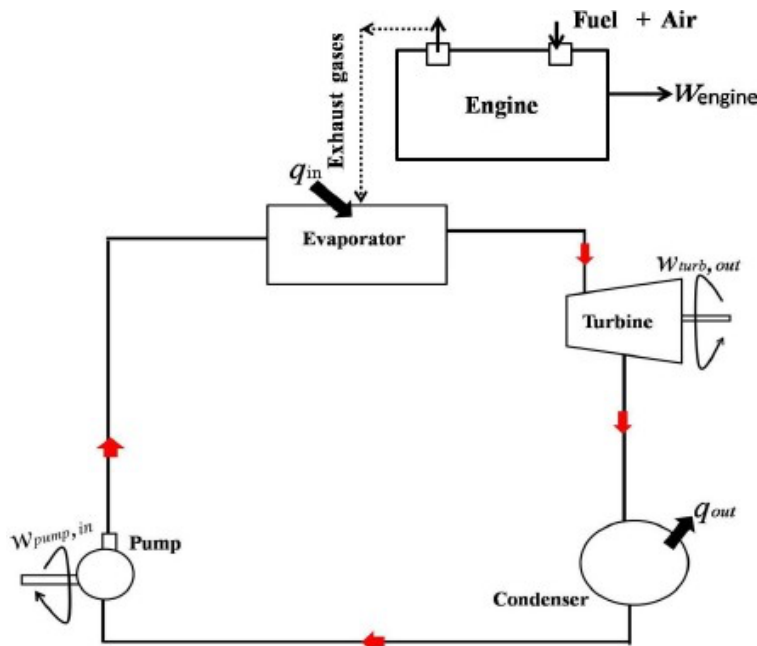 Fuel + Air
Exhaust gases
Engine
Wengine
qin
Evaporator
wturb, out
Turbine
qout
wpump, in
Pump
Condenser